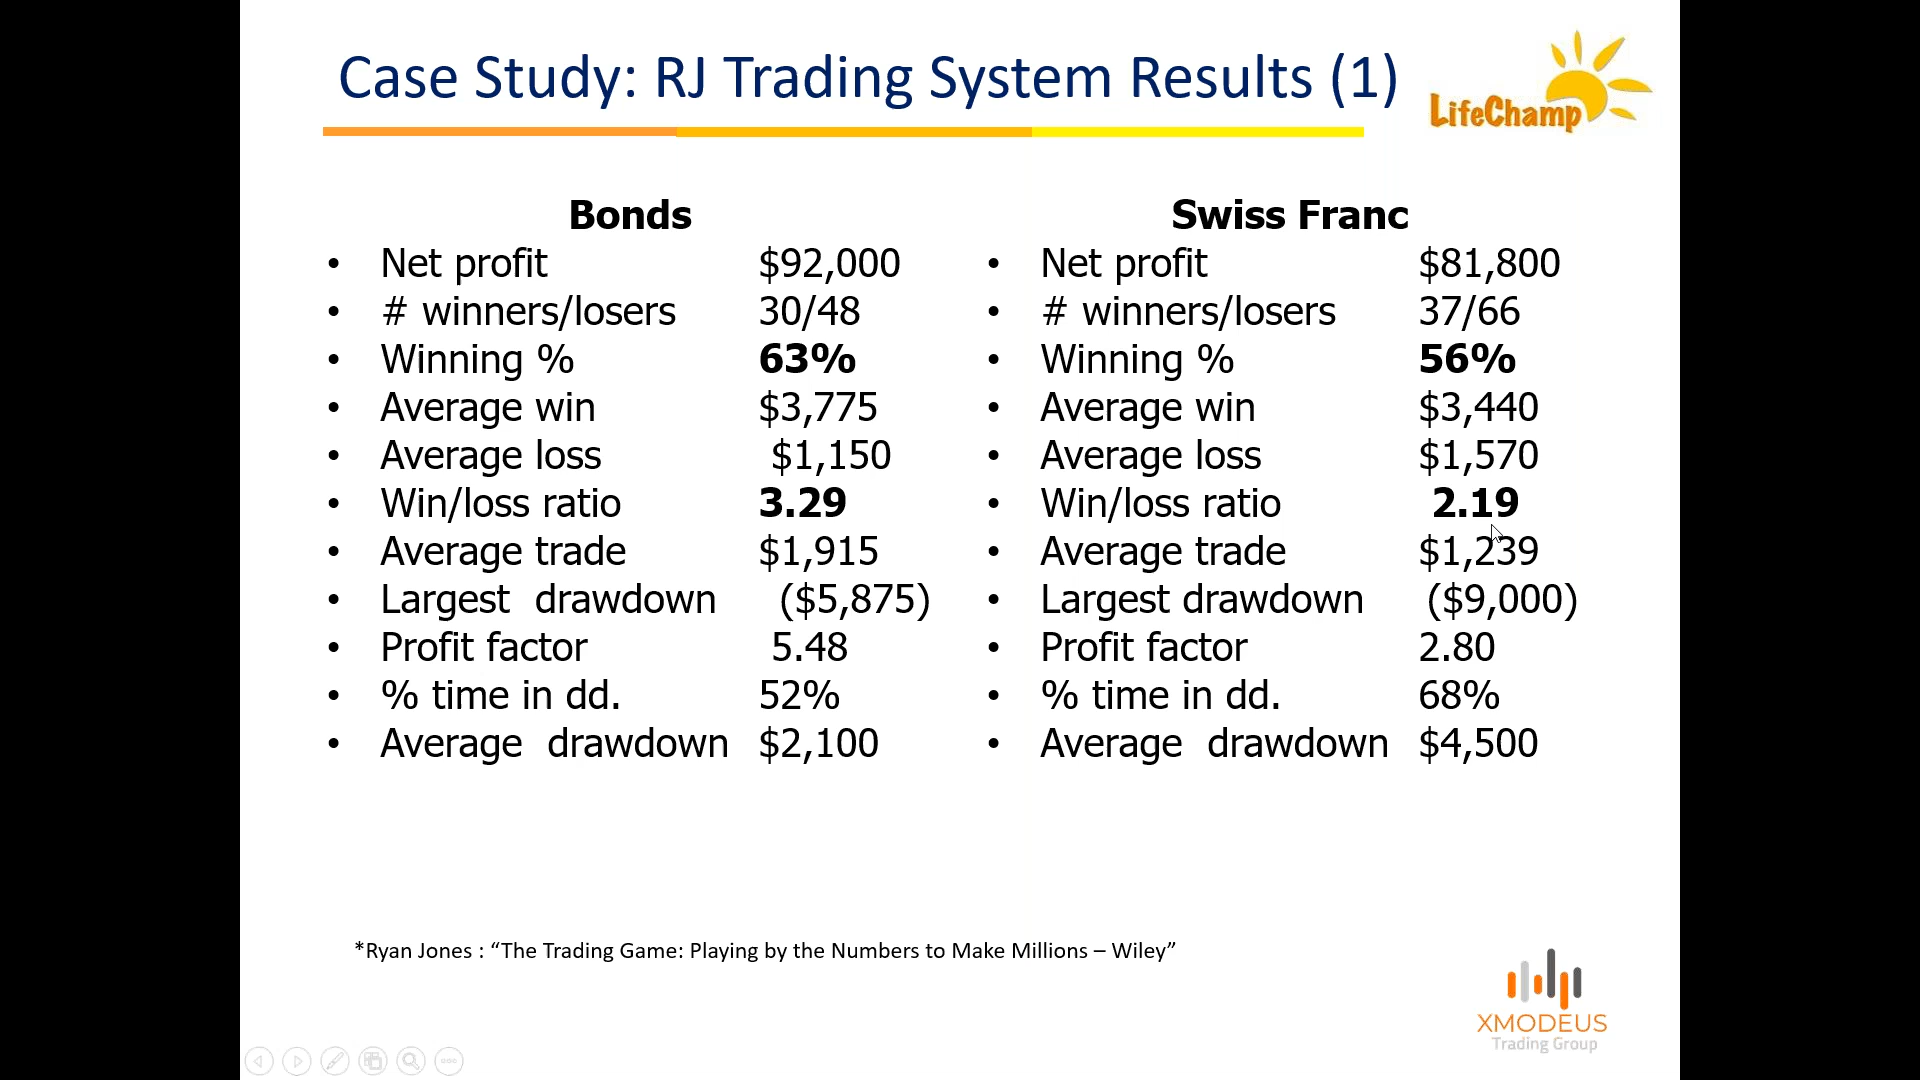 Case Study: RJ Trading System Results (1)
LifeChamp
Bonds
• Net profit $92,000
• # winners/losers 30/48
• Winning % 63%
• Average win $3,775
• Average loss $1,150
• Win/loss ratio 3.29
• Average trade $1,915
• Largest drawdown ($5,875)
• Profit factor 5.48
• % time in dd. 52%
• Average drawdown $2,100
Swiss Franc
• Net profit $81,800
• # winners/losers 37/66
• Winning % 56%
• Average win $3,440
• Average loss $1,570
• Win/loss ratio 2.19
• Average trade $1,239
• Largest drawdown ($9,000)
• Profit factor 2.80
• % time in dd. 68%
• Average drawdown $4,500
*Ryan Jones : “The Trading Game: Playing by the Numbers to Make Millions – Wiley”
XMODEUS
Trading Group